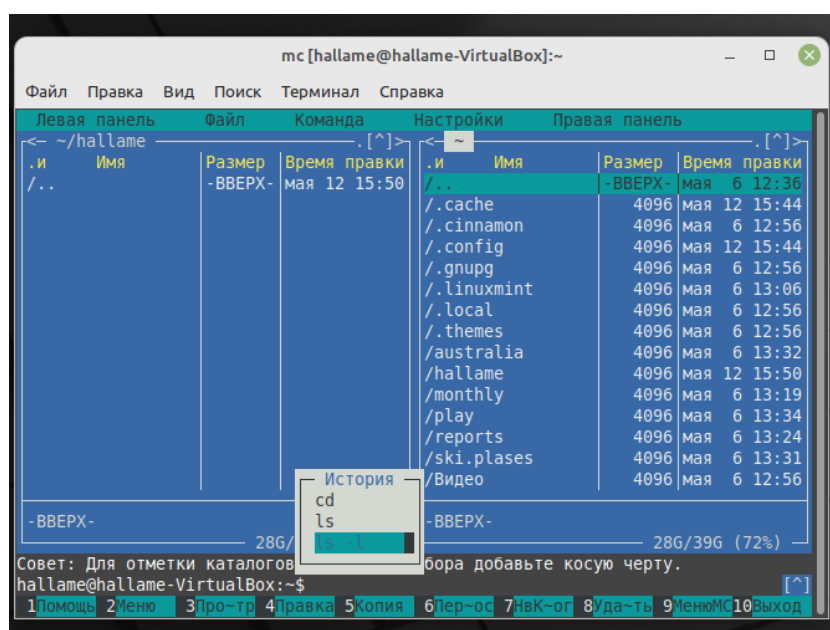 mc [hallame@hallame-VirtualBox]:~
Файл Правка Вид Поиск Терминал Справка
Левая панель Файл Команда Настройки Правая панель
<— ~/hallame .[^]> <— ~ .[^]>
.и Имя Размер Время правки .и Имя Размер Время правки
/.. -ВВЕРХ- мая 12 15:50 /.. -ВВЕРХ- мая 6 12:36
/.cache 4096 мая 12 15:44
/.cinnamon 4096 мая 6 12:56
/.config 4096 мая 12 15:44
/.gnupg 4096 мая 6 12:56
/.linuxmint 4096 мая 6 13:06
/.local 4096 мая 6 12:56
/.themes 4096 мая 6 12:56
/australia 4096 мая 6 13:32
/hallame 4096 мая 12 15:50
/monthly 4096 мая 6 13:19
/play 4096 мая 6 13:34
/reports 4096 мая 6 13:24
/ski.plases 4096 мая 6 13:31
История /Видео 4096 мая 6 12:56
cd
-ВВЕРХ- ls -ВВЕРХ-
28G/ ls -l 28G/39G (72%)
Совет: Для отметки каталогов бора добавьте косую черту.
hallame@hallame-VirtualBox:~$ [^]
1Помощь 2Меню 3Про~тр 4Правка 5Копия 6Пер~ос 7НвК~ог 8Уда~ть 9МенюМС10Выход